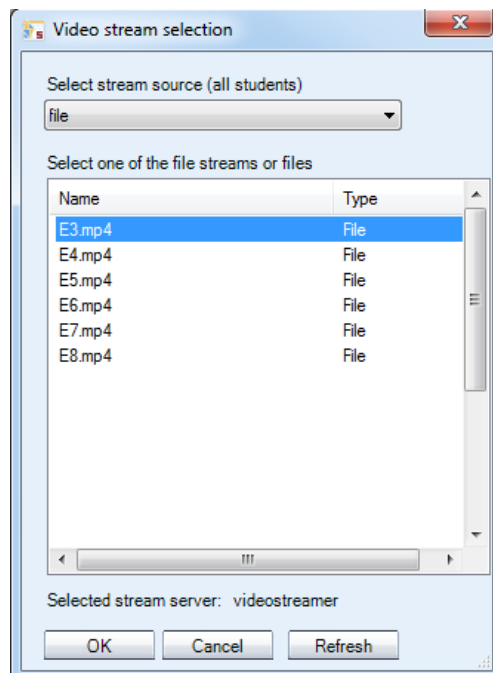 Video stream selection
Select stream source (all students)
file
Select one of the file streams or files
Name Type
E3.mp4 File
E4.mp4 File
E5.mp4 File
E6.mp4 File
E7.mp4 File
E8.mp4 File
Selected stream server: videostreamer
OK Cancel Refresh